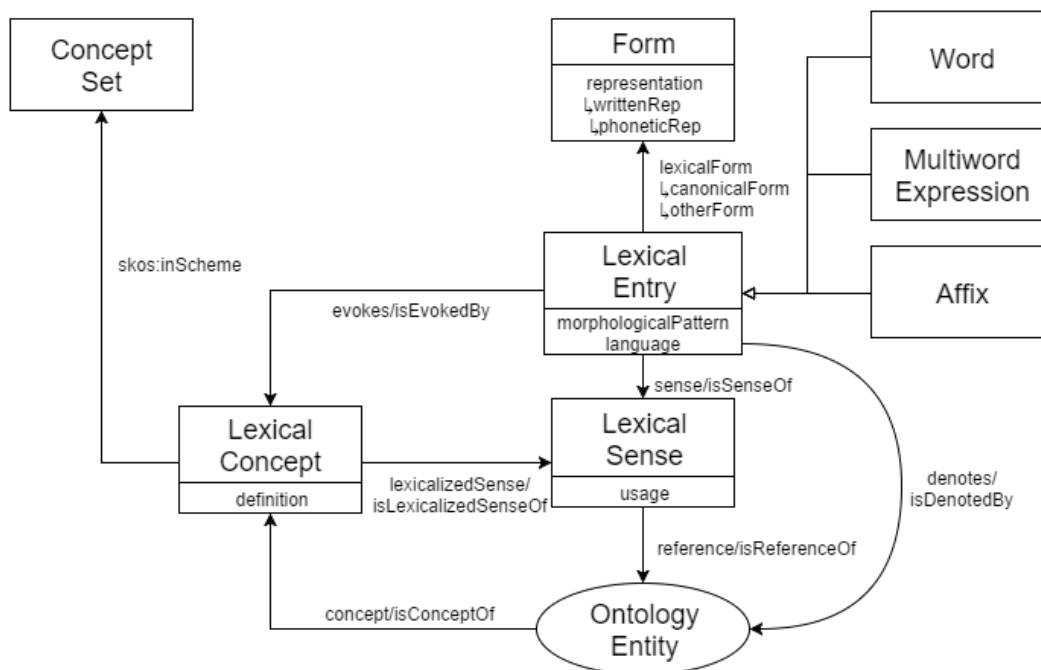 Concept
Set
Form
representation
↳writtenRep
↳phoneticRep
Word
Multiword
Expression
Affix
lexicalForm
↳canonicalForm
↳otherForm
skos:inScheme
Lexical
Entry
morphologicalPattern
language
evokes/isEvokedBy
sense/isSenseOf
Lexical
Concept
definition
lexicalizedSense/
isLexicalizedSenseOf
Lexical
Sense
usage
denotes/
isDenotedBy
reference/isReferenceOf
concept/isConceptOf
Ontology
Entity